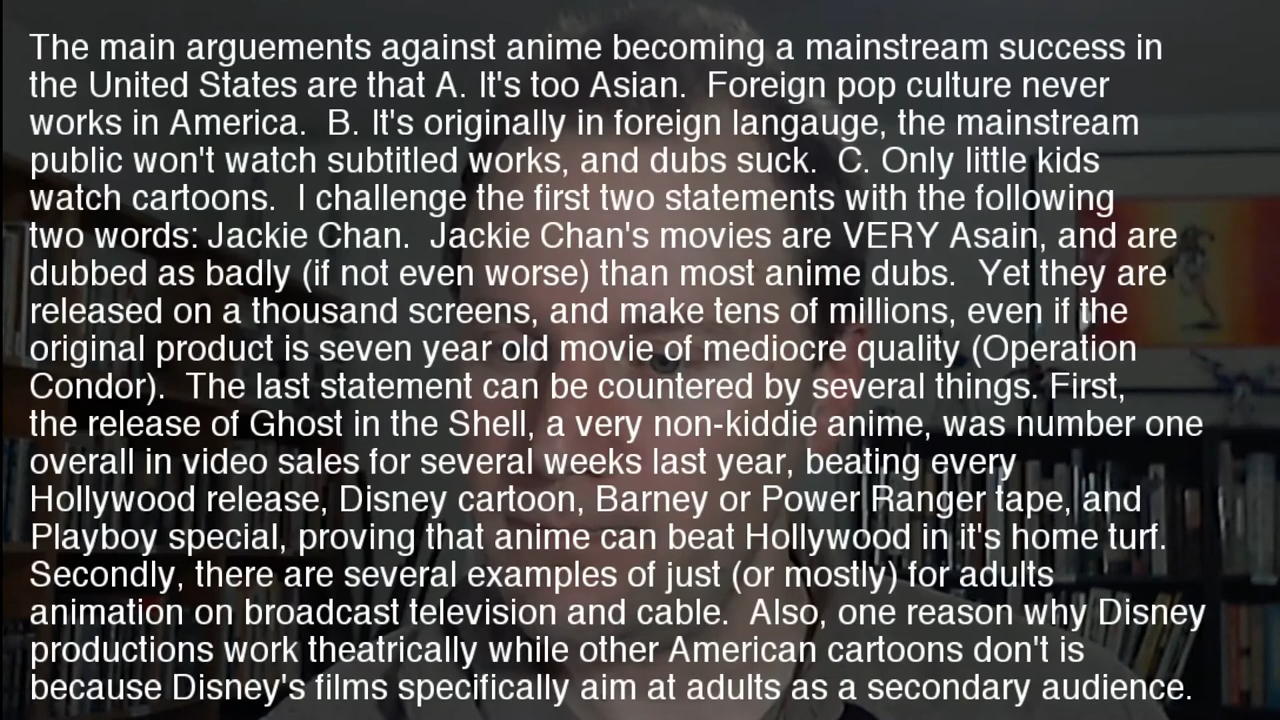 The main arguements against anime becoming a mainstream success in
the United States are that A. It's too Asian.  Foreign pop culture never
works in America.  B. It's originally in foreign langauge, the mainstream
public won't watch subtitled works, and dubs suck.  C. Only little kids
watch cartoons.  I challenge the first two statements with the following
two words: Jackie Chan.  Jackie Chan's movies are VERY Asain, and are
dubbed as badly (if not even worse) than most anime dubs.  Yet they are
released on a thousand screens, and make tens of millions, even if the
original product is seven year old movie of mediocre quality (Operation
Condor).  The last statement can be countered by several things. First,
the release of Ghost in the Shell, a very non-kiddie anime, was number one
overall in video sales for several weeks last year, beating every
Hollywood release, Disney cartoon, Barney or Power Ranger tape, and
Playboy special, proving that anime can beat Hollywood in it's home turf.
Secondly, there are several examples of just (or mostly) for adults
animation on broadcast television and cable.  Also, one reason why Disney
productions work theatrically while other American cartoons don't is
because Disney's films specifically aim at adults as a secondary audience.